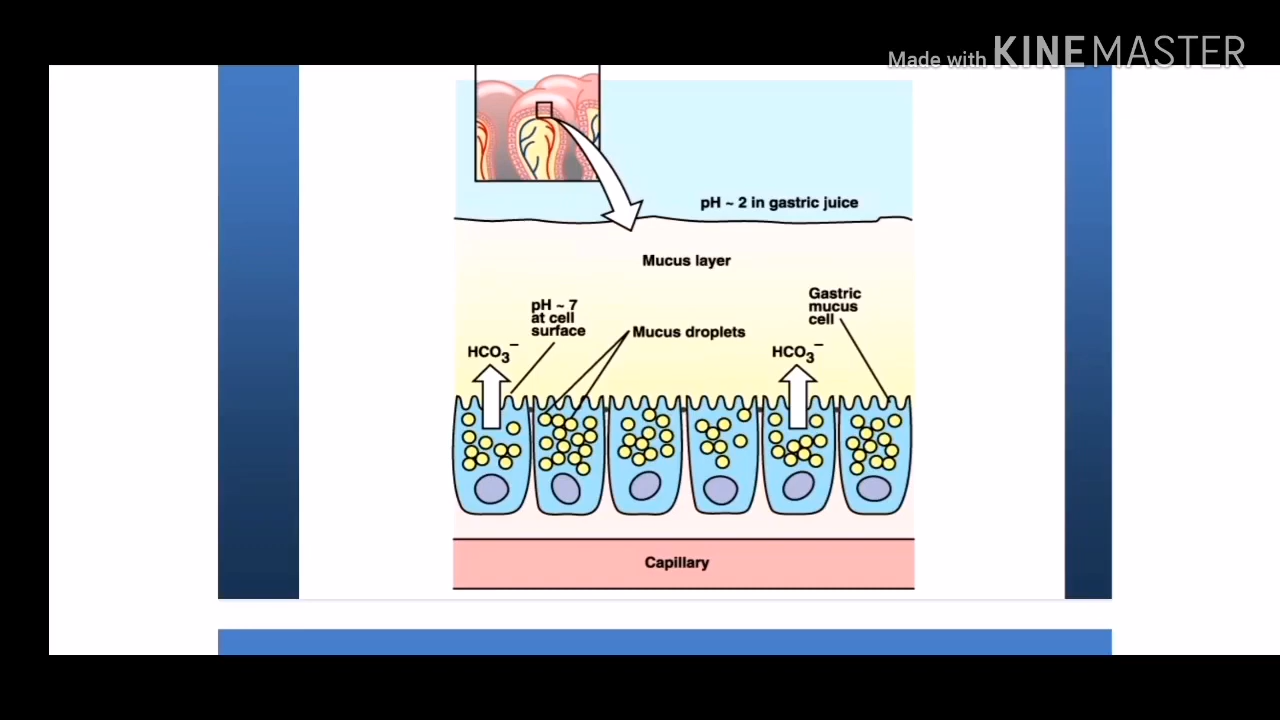 Made with KINEMASTER
pH ~ 2 in gastric juice
Mucus layer
pH ~ 7
at cell
surface
Mucus droplets
Gastric
mucus
cell
HCO₃⁻
HCO₃⁻
Capillary